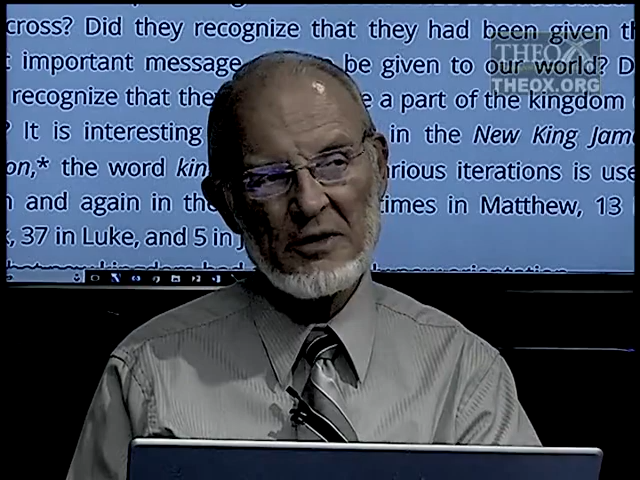 cross? Did they recognize that they had been given th
THEOX
THEOX.ORG
t important message be given to our world? D
recognize that the e a part of the kingdom
? It is interesting in the New King Jame
on,* the word kin rious iterations is use
n and again in the times in Matthew, 13
k, 37 in Luke, and 5 in J